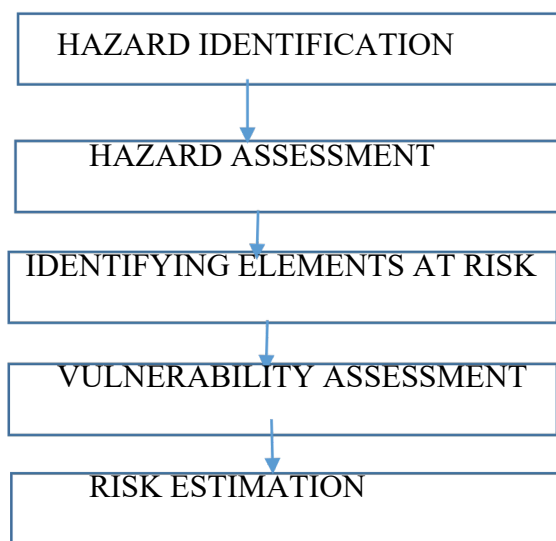 HAZARD IDENTIFICATION
HAZARD ASSESSMENT
IDENTIFYING ELEMENTS AT RISK
VULNERABILITY ASSESSMENT
RISK ESTIMATION